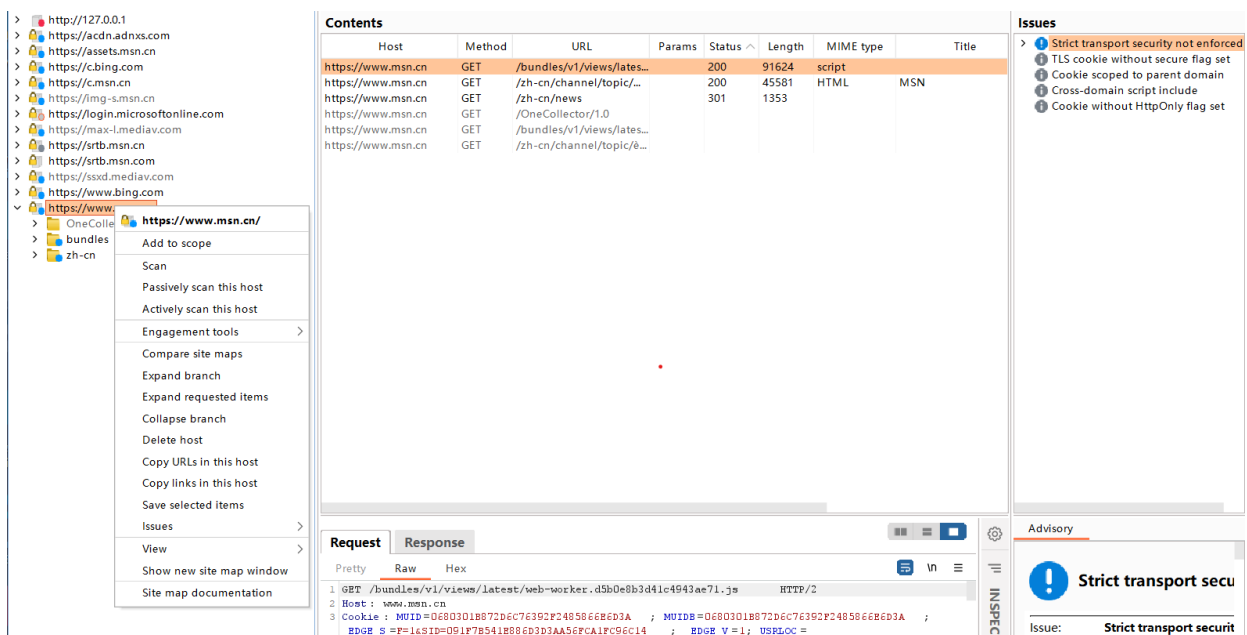 http://127.0.0.1
https://acdn.adnxs.com
https://assets.msn.cn
https://c.bing.com
https://c.msn.cn
https://img-s.msn.cn
https://login.microsoftonline.com
https://max-l.mediav.com
https://srtb.msn.cn
https://srtb.msn.com
https://ssxd.mediav.com
https://www.bing.com
https://www.
OneColle
bundles
zh-cn
https://www.msn.cn/
Add to scope
Scan
Passively scan this host
Actively scan this host
Engagement tools
Compare site maps
Expand branch
Expand requested items
Collapse branch
Delete host
Copy URLs in this host
Copy links in this host
Save selected items
Issues
View
Show new site map window
Site map documentation
Contents
Host Method URL Params Status Length MIME type Title
https://www.msn.cn GET /bundles/v1/views/lates... 200 91624 script
https://www.msn.cn GET /zh-cn/channel/topic/... 200 45581 HTML MSN
https://www.msn.cn GET /zh-cn/news 301 1353
https://www.msn.cn GET /OneCollector/1.0
https://www.msn.cn GET /bundles/v1/views/lates...
https://www.msn.cn GET /zh-cn/channel/topic/è...
Request Response
Pretty Raw Hex \n
1 GET /bundles/v1/views/latest/web-worker.d5b0e8b3d41c4943ae71.js HTTP/2
2 Host: www.msn.cn
3 Cookie: MUID=0680301B872D6C76392F2485866E6D3A ; MUIDB=0680301B872D6C76392F2485866E6D3A ;
_EDGE_S=F=1&SID=091F7B541E886D3D3AA56FCA1FC96C14 ; _EDGE_V=1; USRLOC=
INSPEC
Issues
Strict transport security not enforced
TLS cookie without secure flag set
Cookie scoped to parent domain
Cross-domain script include
Cookie without HttpOnly flag set
Advisory
Strict transport secu
Issue: Strict transport securit